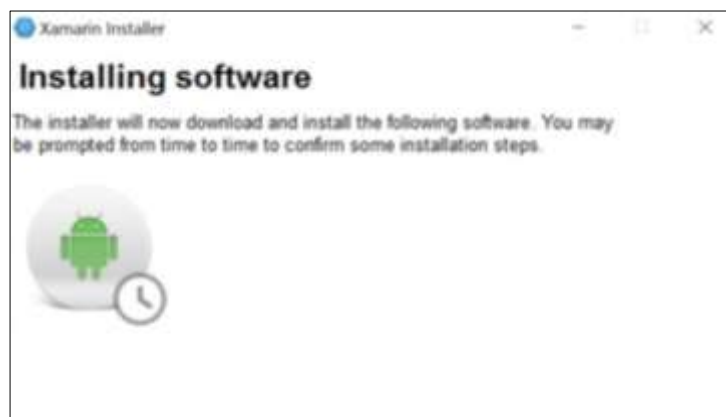 Xamarin Installer
Installing software
The installer will now download and install the following software. You may
be prompted from time to time to confirm some installation steps.